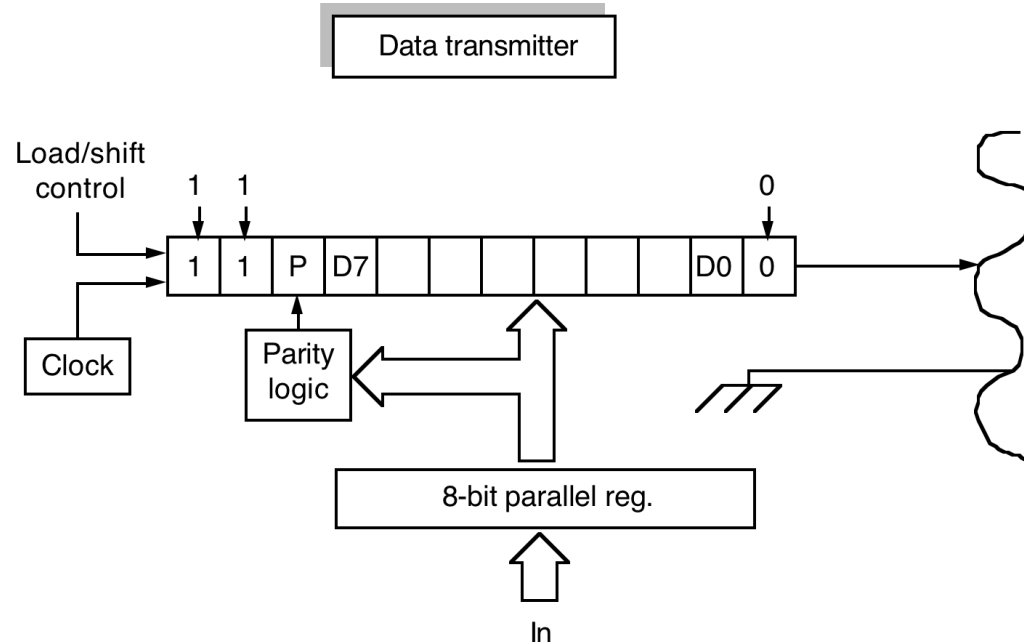 Data transmitter
Load/shift
control
1 1 0
1 1 P D7 D0 0
Clock
Parity
logic
8-bit parallel reg.
In